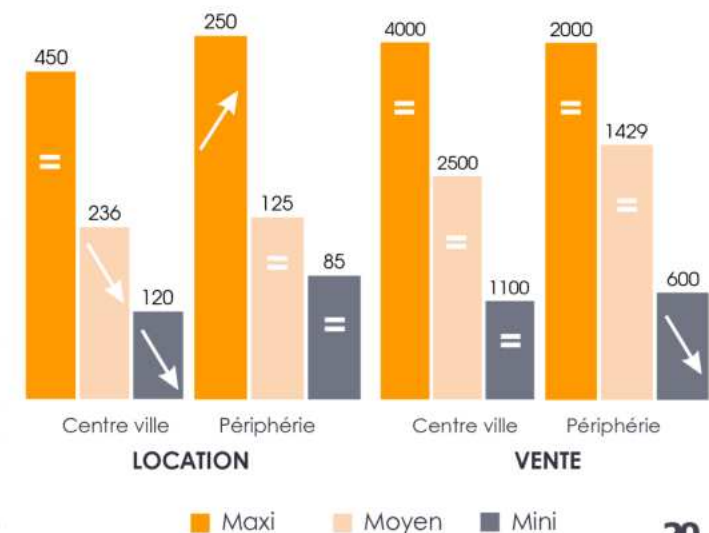 450
236
120
250
125
85
4000
2500
1100
2000
1429
600
Centre ville
Périphérie
Centre ville
Périphérie
LOCATION
VENTE
Maxi
Moyen
Mini